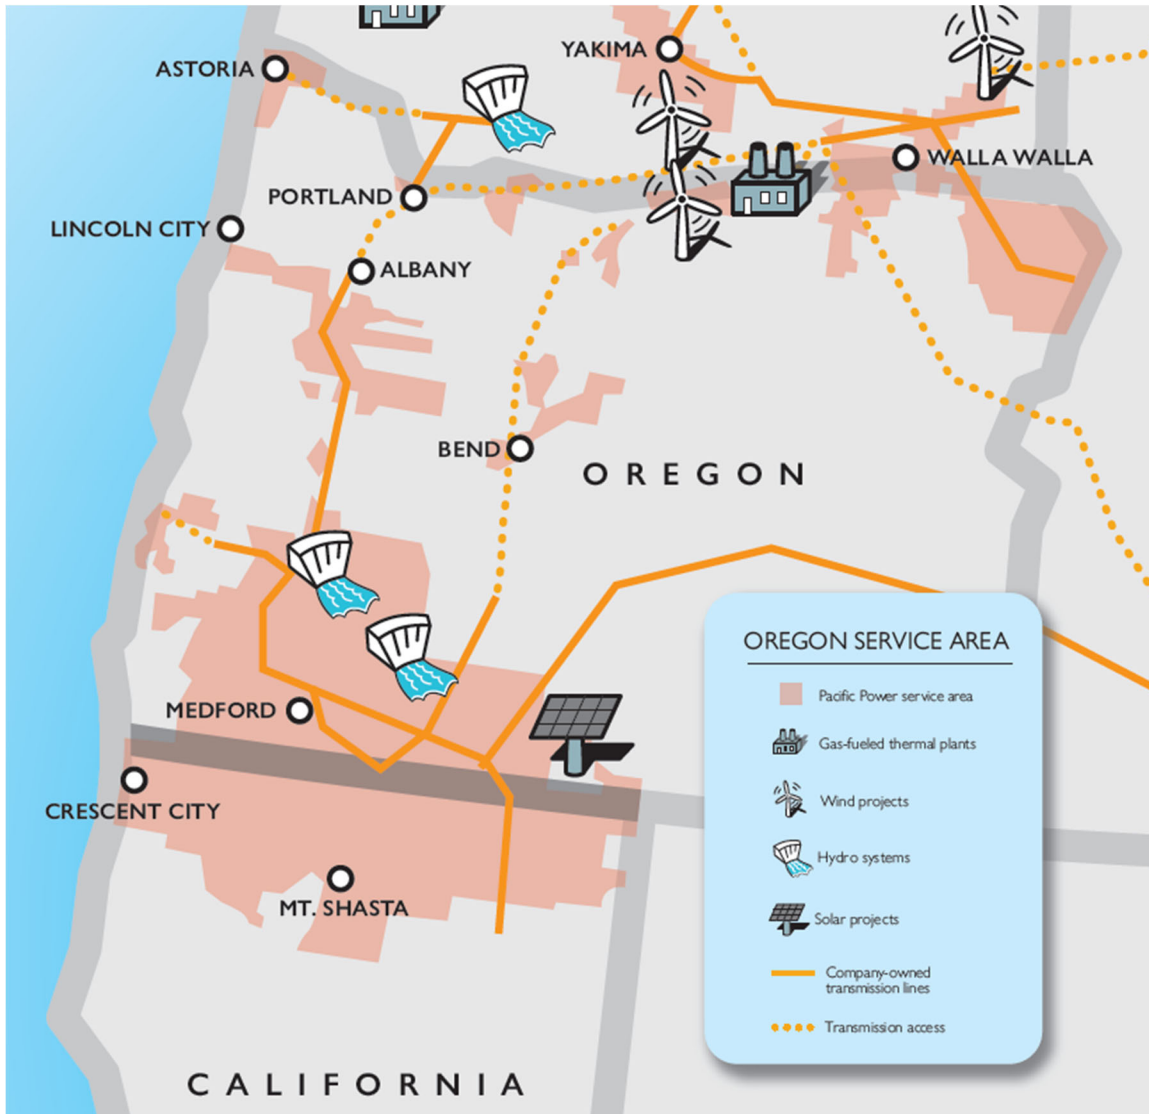 YAKIMA
ASTORIA
WALLA WALLA
PORTLAND
LINCOLN CITY
ALBANY
BEND
OREGON
OREGON SERVICE AREA
Pacific Power service area
MEDFORD
Gas-fueled thermal plants
CRESCENT CITY
Wind projects
Hydro systems
MT. SHASTA
Solar projects
Company-owned
transmission lines
Transmission access
CALIFORNIA